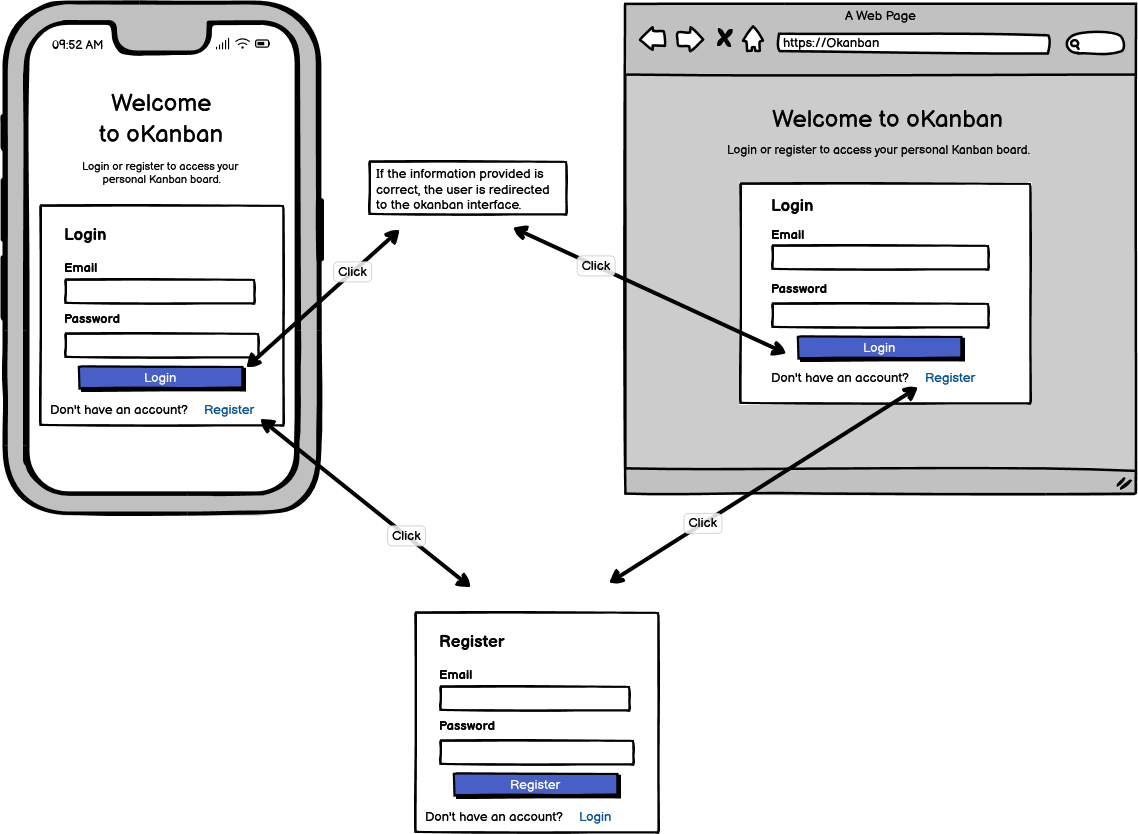 09:52 AM
Welcome
to oKanban
Login or register to access your
personal Kanban board.
Login
Email
Password
Login
Don't have an account? Register
If the information provided is
correct, the user is redirected
to the okanban interface.
Click
Click
A Web Page
https://Okanban
Welcome to oKanban
Login or register to access your personal Kanban board.
Login
Email
Password
Login
Don't have an account? Register
Click
Click
Register
Email
Password
Register
Don't have an account? Login